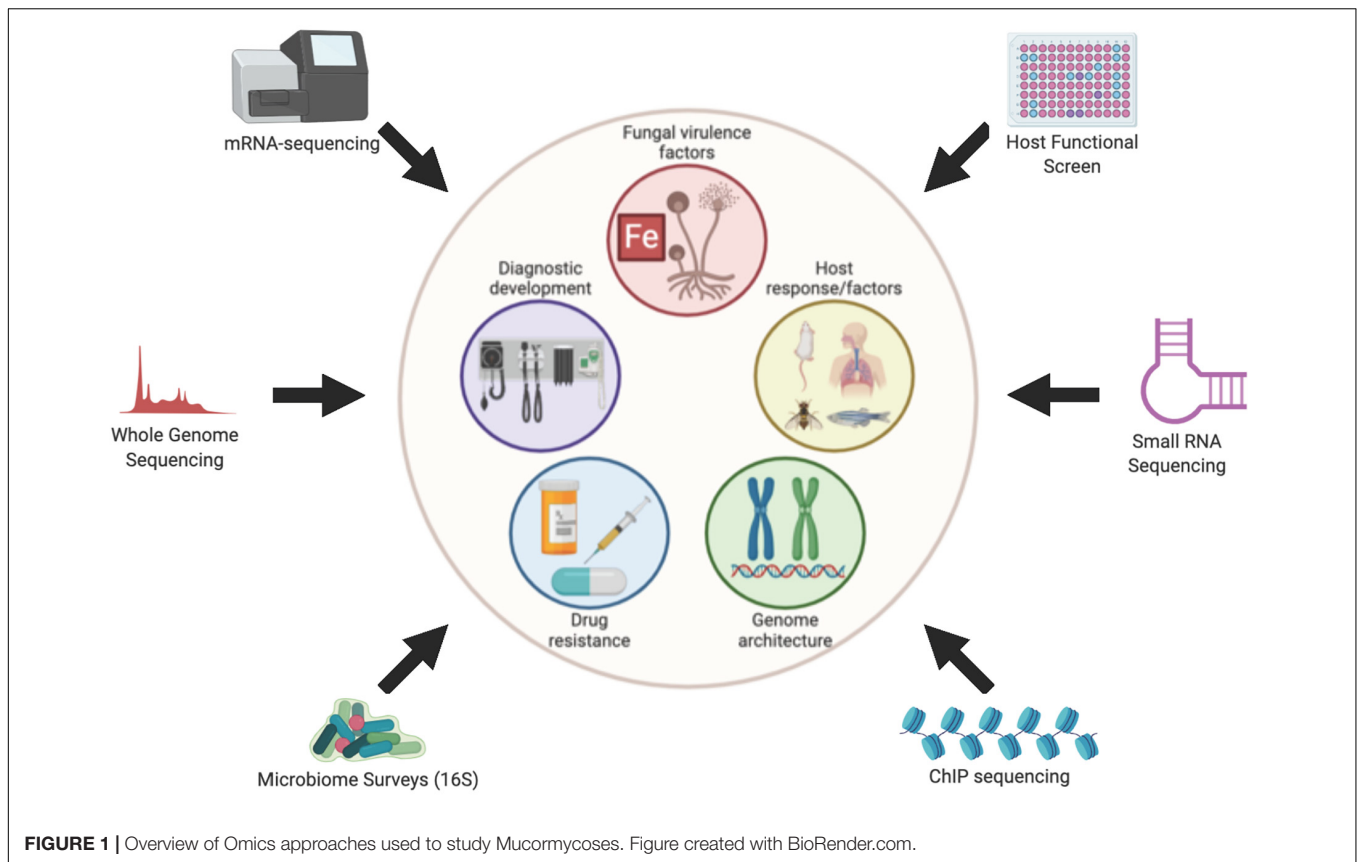 mRNA-sequencing
Host Functional
Screen
Fungal virulence
factors
Fe
Diagnostic
development
Host
response/factors
Whole Genome
Sequencing
Small RNA
Sequencing
Drug
resistance
Genome
architecture
Microbiome Surveys (16S)
ChIP sequencing
FIGURE 1 | Overview of Omics approaches used to study Mucormycoses. Figure created with BioRender.com.